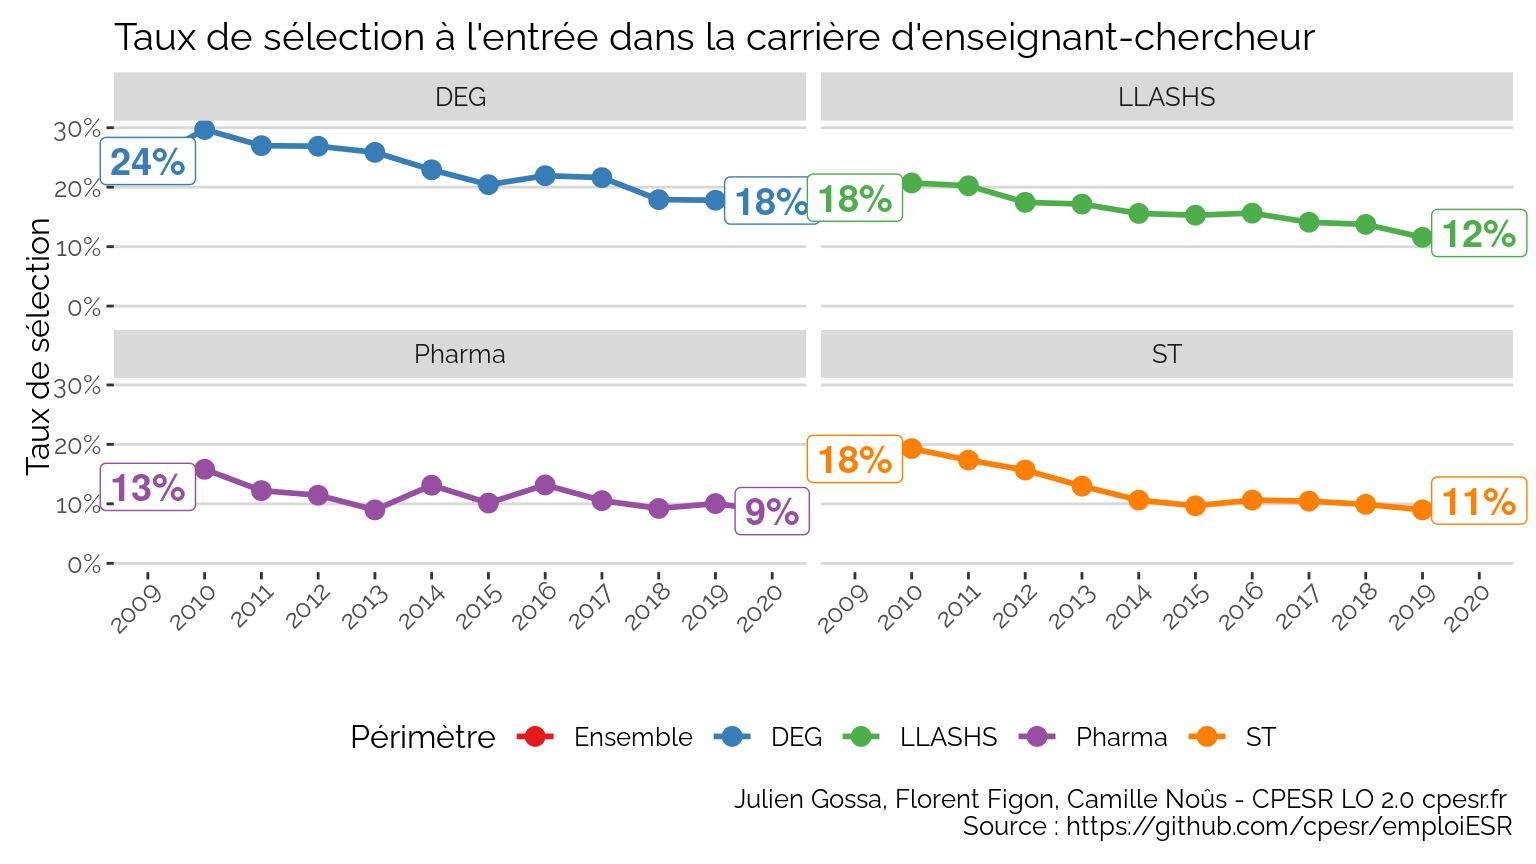 Taux de sélection à l'entrée dans la carrière d'enseignant-chercheur
DEG
LLASHS
30%
20%
10%
0%
24%
18%
18%
12%
Pharma
ST
30%
20%
10%
0%
13%
9%
18%
11%
Taux de sélection
2009 2010 2011 2012 2013 2014 2015 2016 2017 2018 2019 2020
2009 2010 2011 2012 2013 2014 2015 2016 2017 2018 2019 2020
Périmètre Ensemble DEG LLASHS Pharma ST
Julien Gossa, Florent Figon, Camille Noûs - CPESR LO 2.0 cpesr.fr
Source : https://github.com/cpesr/emploiESR